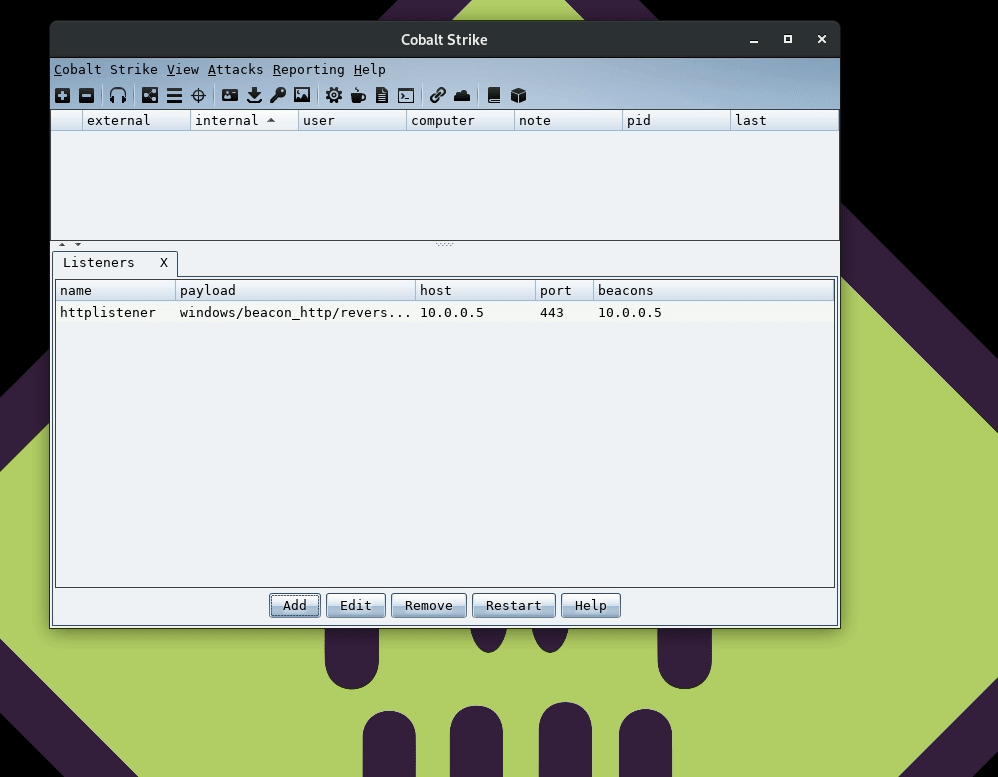 Cobalt Strike
Cobalt Strike View Attacks Reporting Help
external internal user computer note pid last
Listeners X
name payload host port beacons
httplistener windows/beacon_http/revers... 10.0.0.5 443 10.0.0.5
Add Edit Remove Restart Help